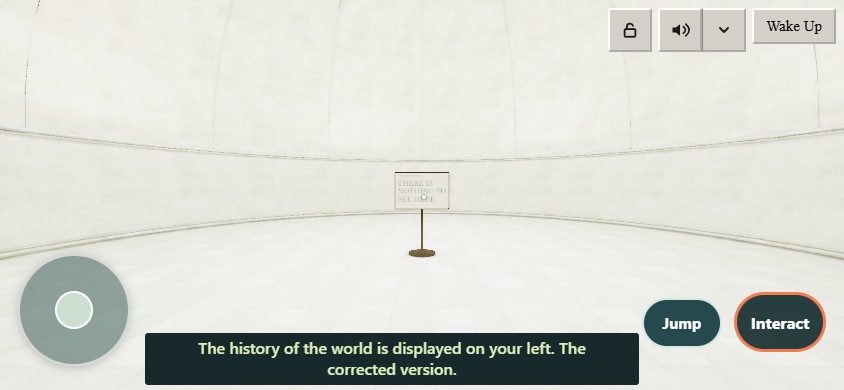 Wake Up
THERE IS
NOTHING TO
SEE HERE
Jump
Interact
The history of the world is displayed on your left. The
corrected version.